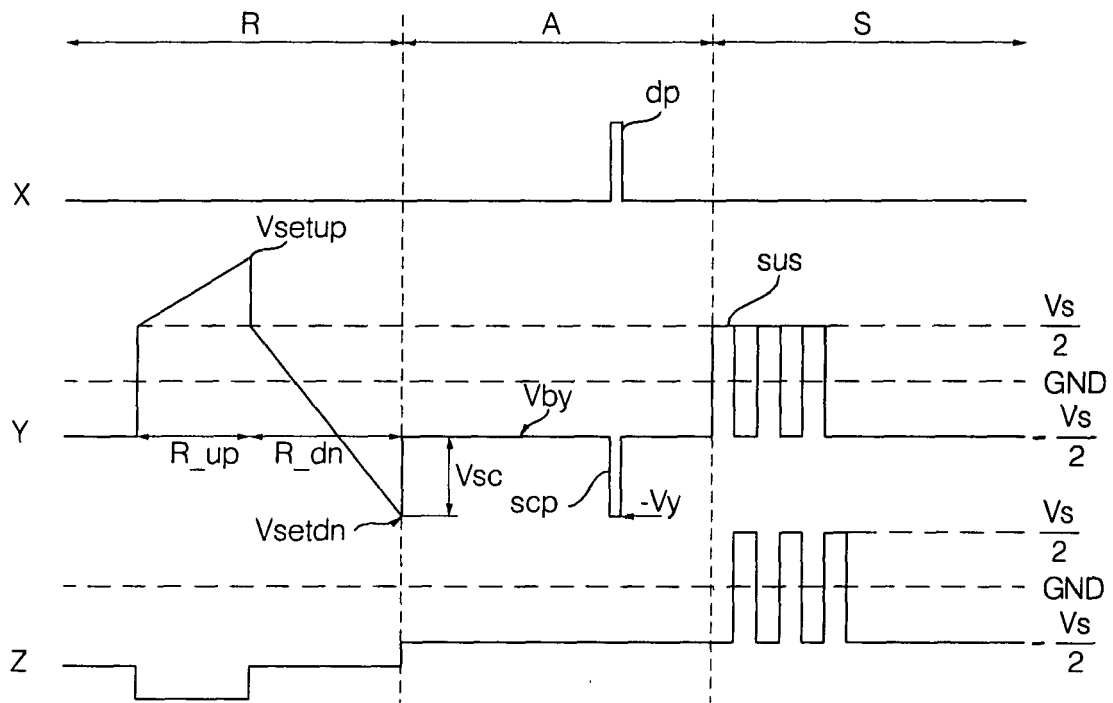 R A S
dp
X
Vsetup
sus
Vs
2
GND
Vby
Y
- Vs
2
R_up R_dn
Vsc
scp
-Vy
Vsetdn
Vs
2
GND
Z
- Vs
2